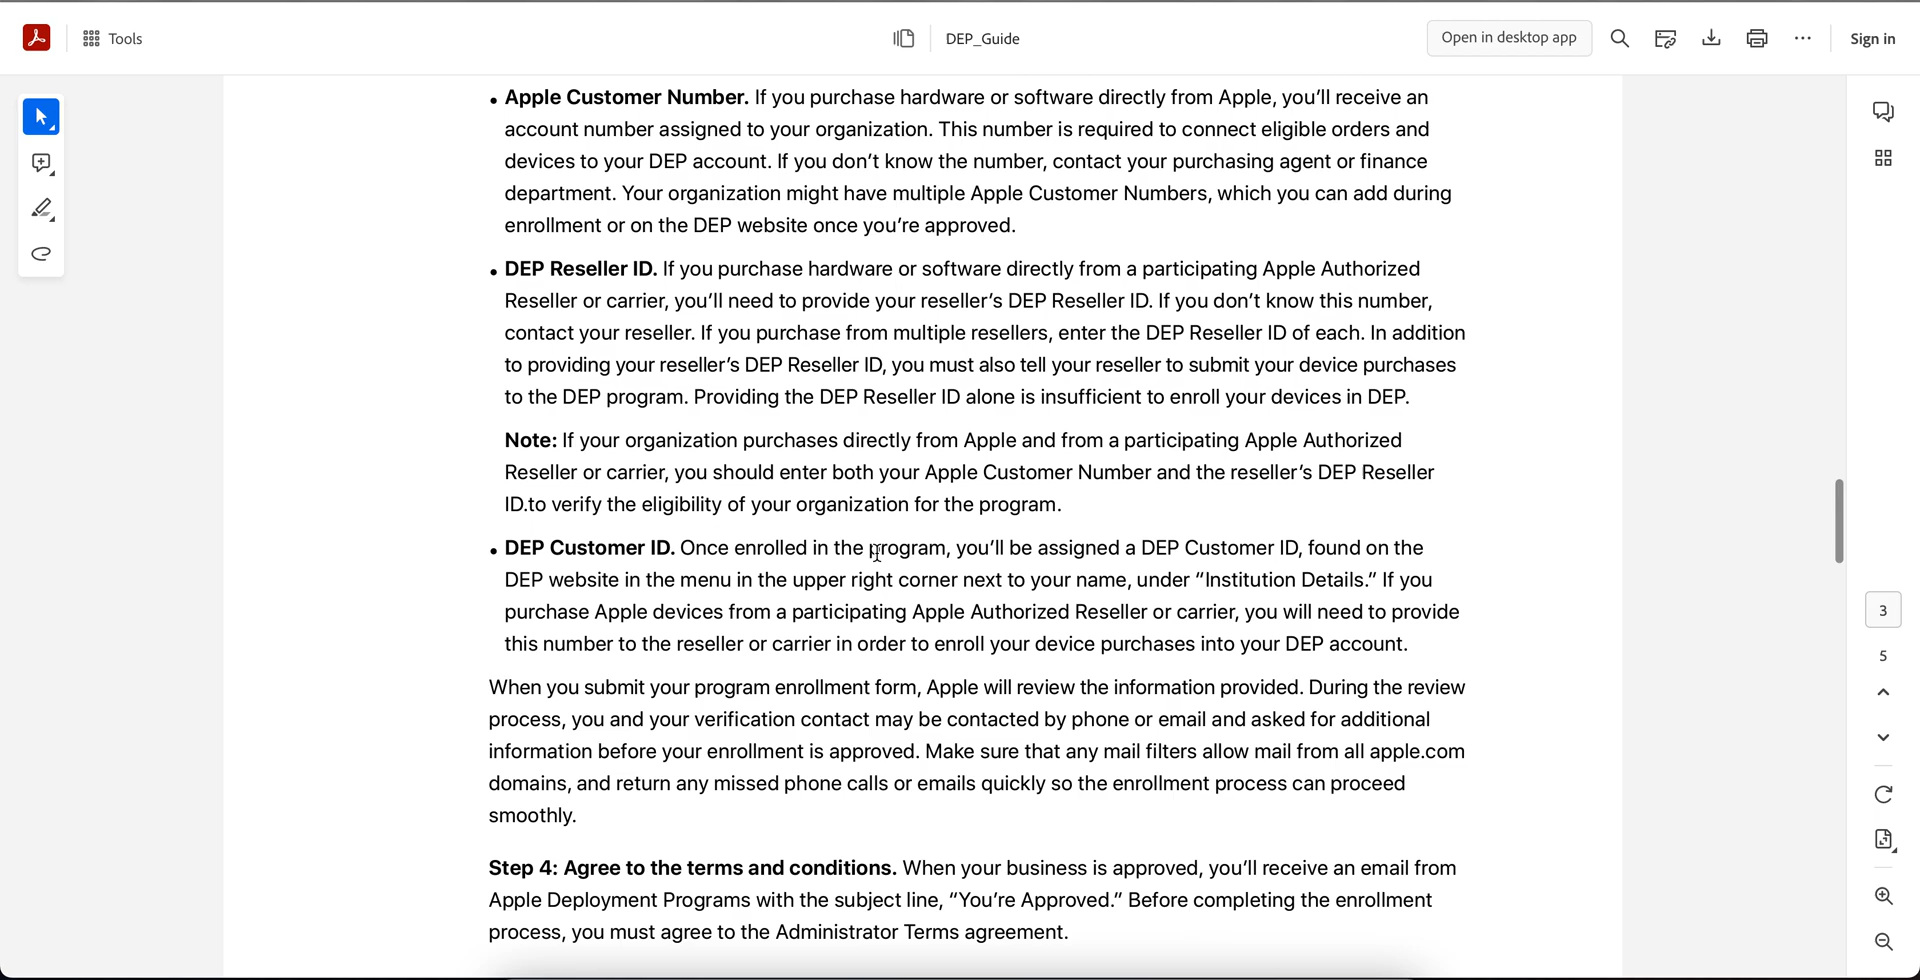 Tools
DEP_Guide
Open in desktop app
Sign in
• Apple Customer Number. If you purchase hardware or software directly from Apple, you’ll receive an
account number assigned to your organization. This number is required to connect eligible orders and
devices to your DEP account. If you don’t know the number, contact your purchasing agent or finance
department. Your organization might have multiple Apple Customer Numbers, which you can add during
enrollment or on the DEP website once you’re approved.
• DEP Reseller ID. If you purchase hardware or software directly from a participating Apple Authorized
Reseller or carrier, you’ll need to provide your reseller’s DEP Reseller ID. If you don’t know this number,
contact your reseller. If you purchase from multiple resellers, enter the DEP Reseller ID of each. In addition
to providing your reseller’s DEP Reseller ID, you must also tell your reseller to submit your device purchases
to the DEP program. Providing the DEP Reseller ID alone is insufficient to enroll your devices in DEP.
Note: If your organization purchases directly from Apple and from a participating Apple Authorized
Reseller or carrier, you should enter both your Apple Customer Number and the reseller’s DEP Reseller
ID.to verify the eligibility of your organization for the program.
• DEP Customer ID. Once enrolled in the program, you’ll be assigned a DEP Customer ID, found on the
DEP website in the menu in the upper right corner next to your name, under “Institution Details.” If you
purchase Apple devices from a participating Apple Authorized Reseller or carrier, you will need to provide
this number to the reseller or carrier in order to enroll your device purchases into your DEP account.
When you submit your program enrollment form, Apple will review the information provided. During the review
process, you and your verification contact may be contacted by phone or email and asked for additional
information before your enrollment is approved. Make sure that any mail filters allow mail from all apple.com
domains, and return any missed phone calls or emails quickly so the enrollment process can proceed
smoothly.
Step 4: Agree to the terms and conditions. When your business is approved, you’ll receive an email from
Apple Deployment Programs with the subject line, “You’re Approved.” Before completing the enrollment
process, you must agree to the Administrator Terms agreement.
3
5